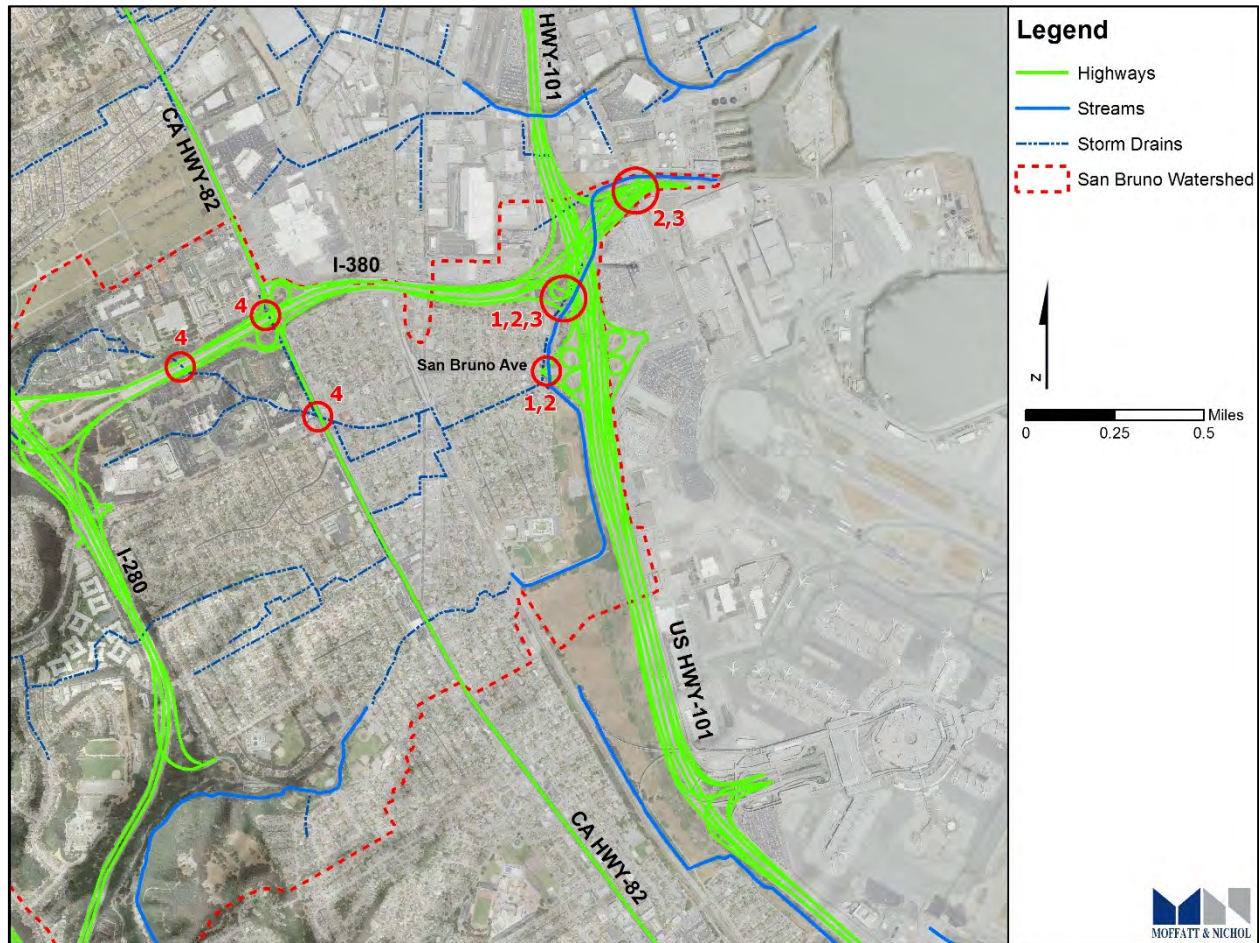 HWY-101
CA HWY-82
I-380
2,3
4
4
1,2,3
San Bruno Ave
1,2
4
I-280
US HWY-101
CA HWY-82
Legend
Highways
Streams
Storm Drains
San Bruno Watershed
N
Miles
0 0.25 0.5
MOFFATT & NICHOL